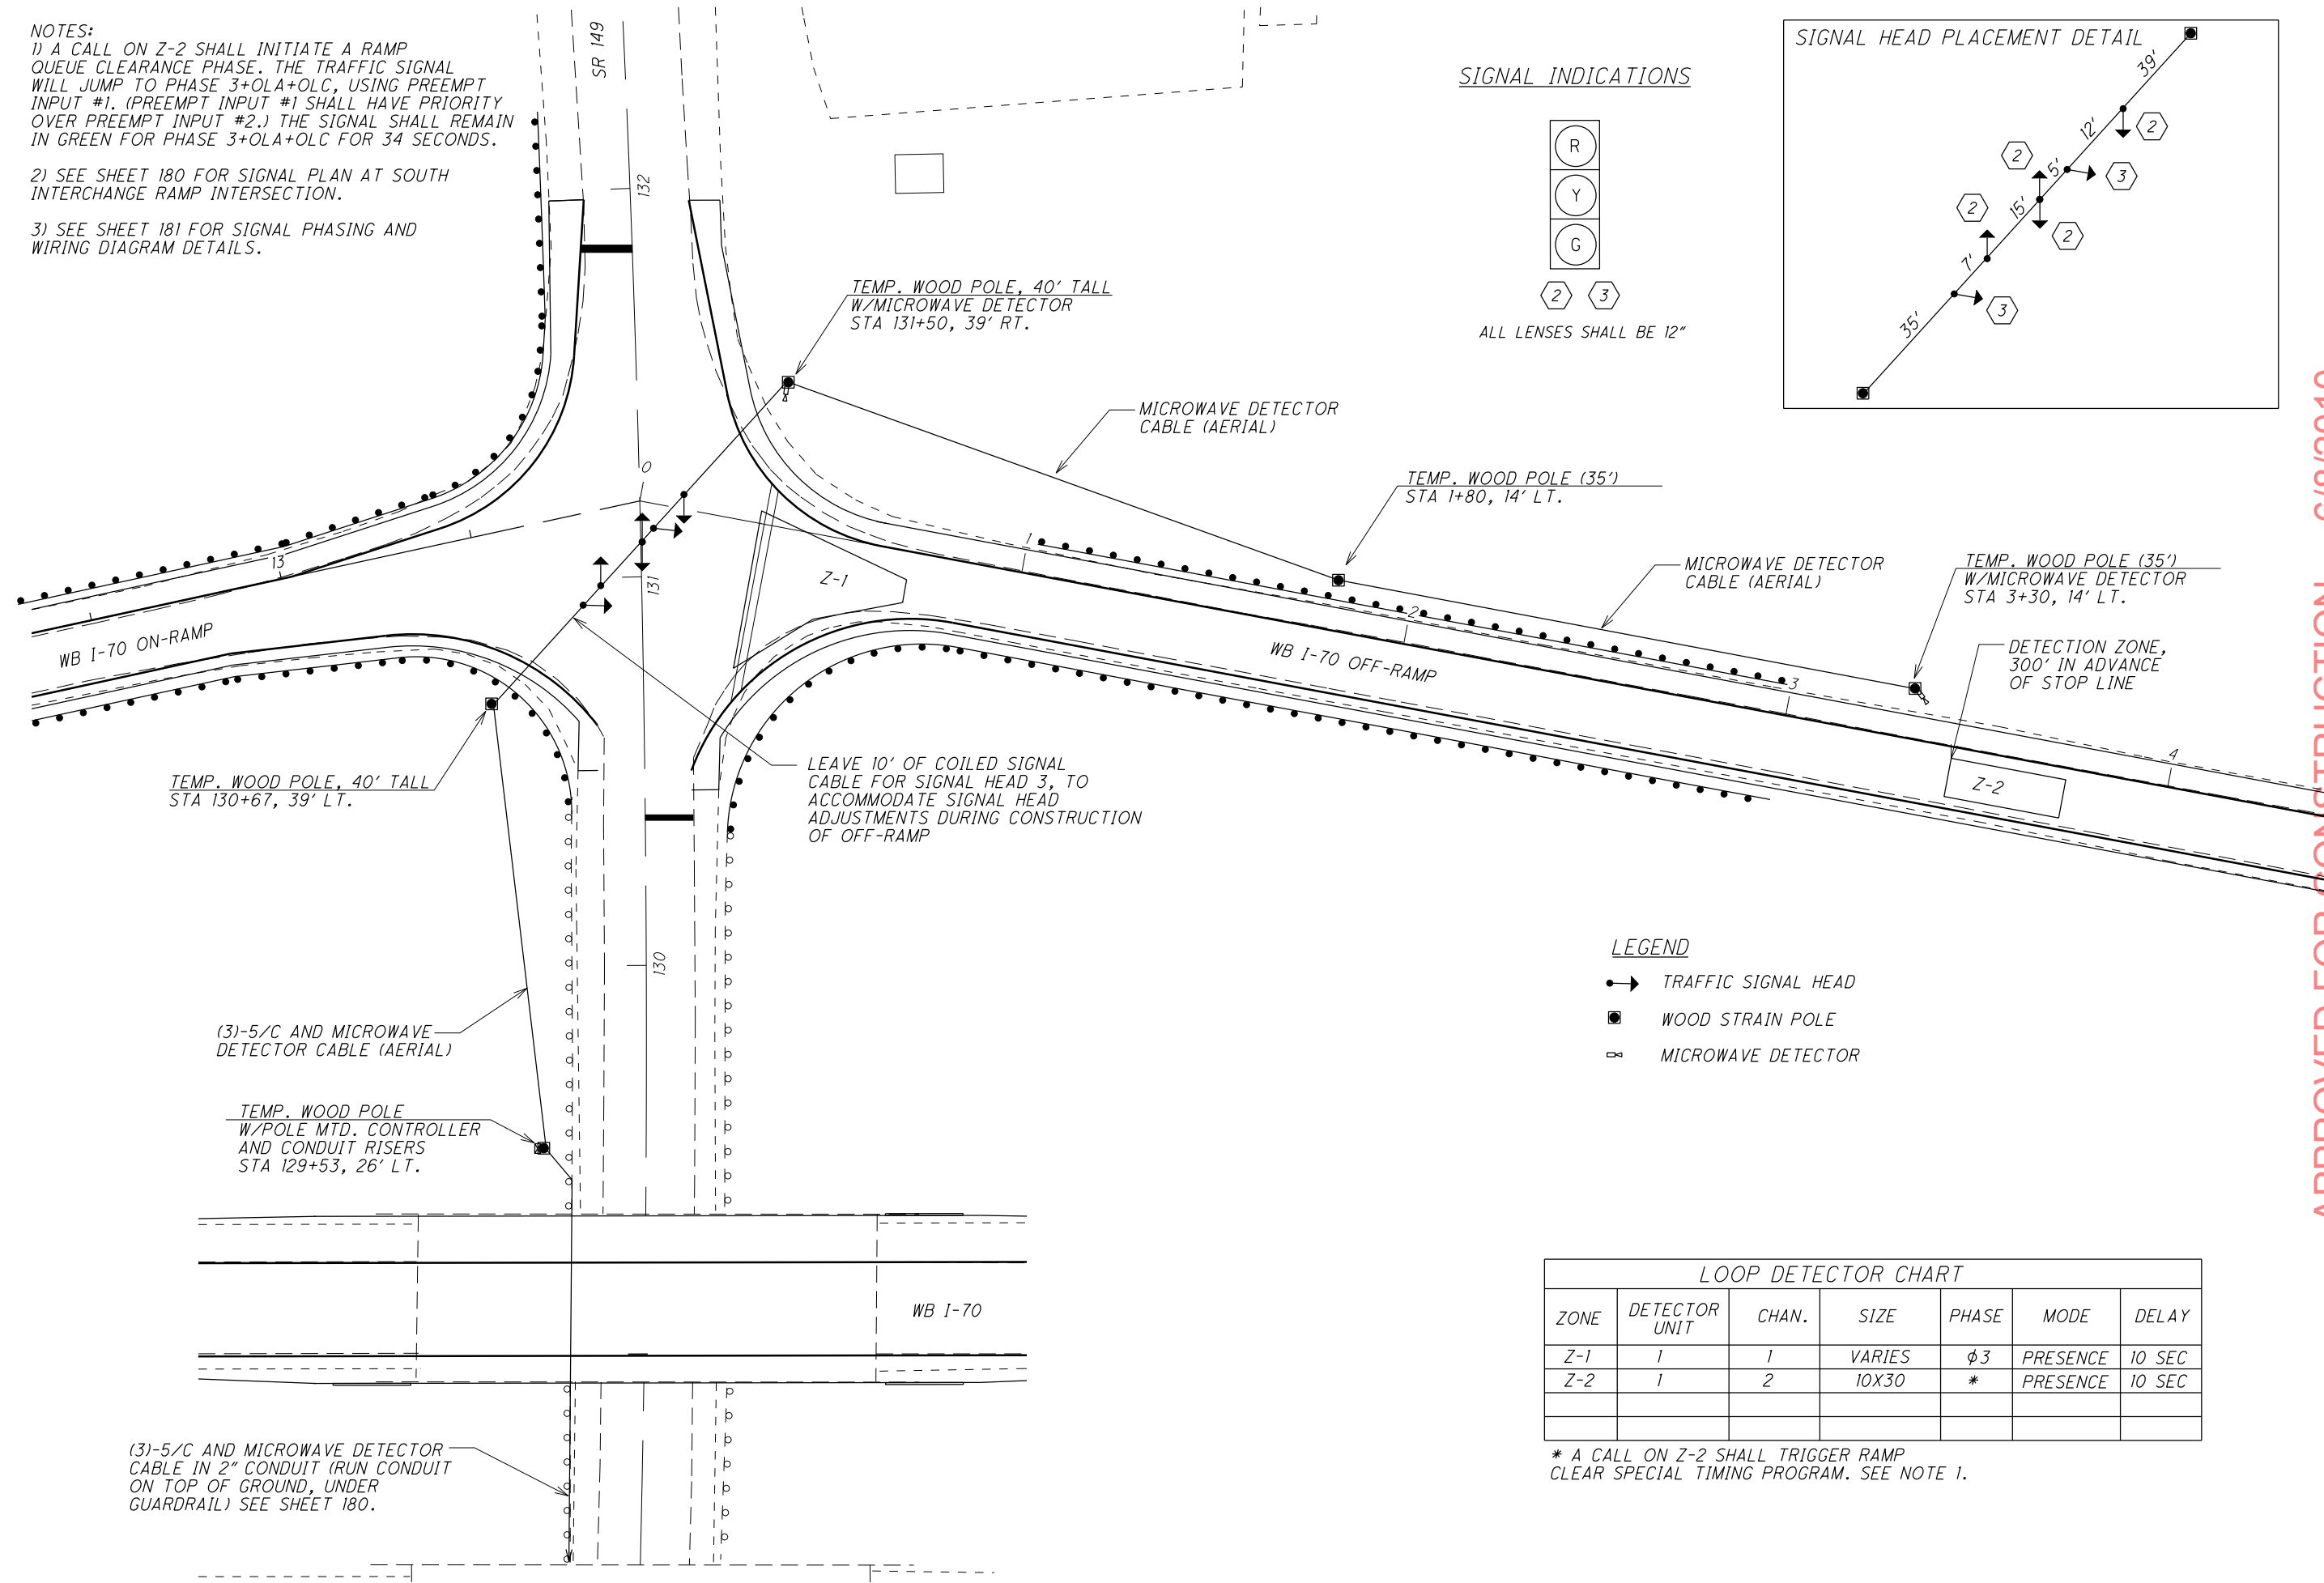 NOTES:
1) A CALL ON Z-2 SHALL INITIATE A RAMP
QUEUE CLEARANCE PHASE. THE TRAFFIC SIGNAL
WILL JUMP TO PHASE 3+OLA+OLC, USING PREEMPT
INPUT #1. (PREEMPT INPUT #1 SHALL HAVE PRIORITY
OVER PREEMPT INPUT #2.) THE SIGNAL SHALL REMAIN
IN GREEN FOR PHASE 3+OLA+OLC FOR 34 SECONDS.
2) SEE SHEET 180 FOR SIGNAL PLAN AT SOUTH
INTERCHANGE RAMP INTERSECTION.
3) SEE SHEET 181 FOR SIGNAL PHASING AND
WIRING DIAGRAM DETAILS.
SR 149
132
SIGNAL INDICATIONS
R
Y
G
2 3
ALL LENSES SHALL BE 12"
SIGNAL HEAD PLACEMENT DETAIL
39'
2
12'
2
5'
3
2
15'
2
7'
3
35'
TEMP. WOOD POLE, 40' TALL
W/MICROWAVE DETECTOR
STA 131+50, 39' RT.
MICROWAVE DETECTOR
CABLE (AERIAL)
TEMP. WOOD POLE (35')
STA 1+80, 14' LT.
MICROWAVE DETECTOR
CABLE (AERIAL)
TEMP. WOOD POLE (35')
W/MICROWAVE DETECTOR
STA 3+30, 14' LT.
DETECTION ZONE,
300' IN ADVANCE
OF STOP LINE
0
13
131
Z-1
1
2
3
4
Z-2
WB I-70 ON-RAMP
WB I-70 OFF-RAMP
TEMP. WOOD POLE, 40' TALL
STA 130+67, 39' LT.
LEAVE 10' OF COILED SIGNAL
CABLE FOR SIGNAL HEAD 3, TO
ACCOMMODATE SIGNAL HEAD
ADJUSTMENTS DURING CONSTRUCTION
OF OFF-RAMP
130
LEGEND
TRAFFIC SIGNAL HEAD
WOOD STRAIN POLE
MICROWAVE DETECTOR
(3)-5/C AND MICROWAVE
DETECTOR CABLE (AERIAL)
TEMP. WOOD POLE
W/POLE MTD. CONTROLLER
AND CONDUIT RISERS
STA 129+53, 26' LT.
WB I-70
(3)-5/C AND MICROWAVE DETECTOR
CABLE IN 2" CONDUIT (RUN CONDUIT
ON TOP OF GROUND, UNDER
GUARDRAIL) SEE SHEET 180.
LOOP DETECTOR CHART
ZONE DETECTOR UNIT CHAN. SIZE PHASE MODE DELAY
Z-1 1 1 VARIES ϕ3 PRESENCE 10 SEC
Z-2 1 2 10X30 * PRESENCE 10 SEC
* A CALL ON Z-2 SHALL TRIGGER RAMP
CLEAR SPECIAL TIMING PROGRAM. SEE NOTE 1.
APPROVED FOR CONSTRUCTION